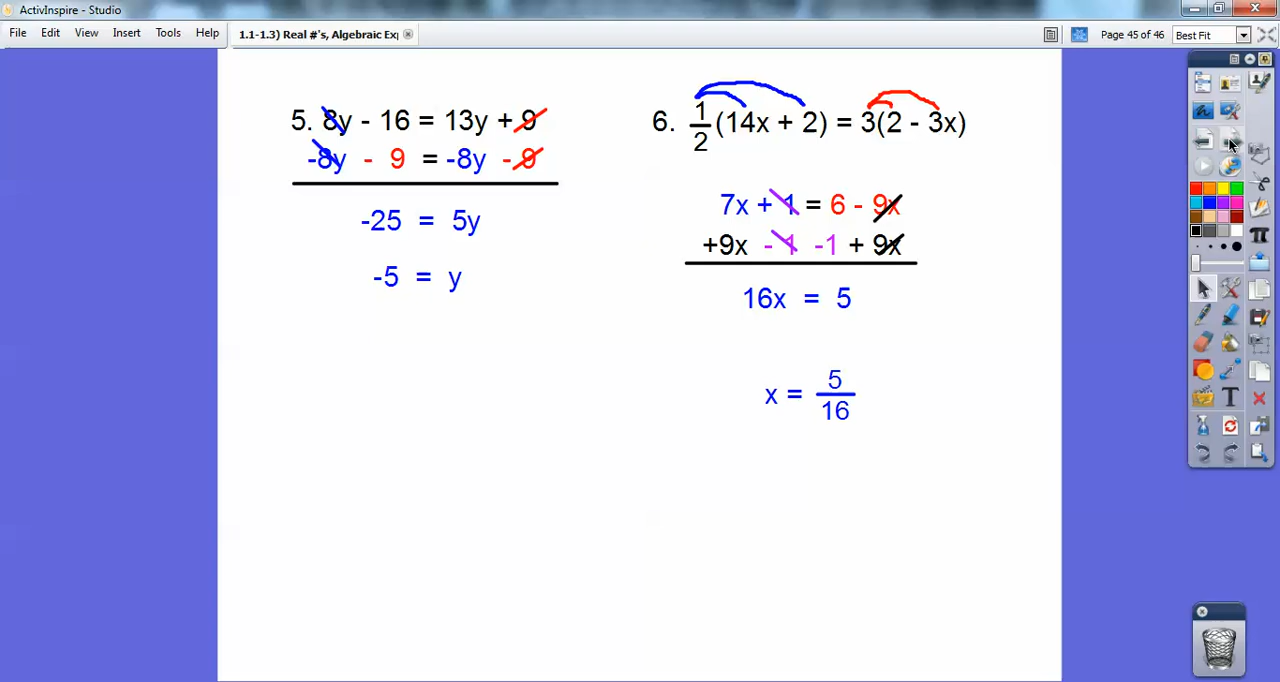 ActivInspire - Studio
File Edit View Insert Tools Help
1.1-1.3) Real #'s, Algebraic Exp
Page 45 of 46
Best Fit
5. 8y - 16 = 13y + 9
-8y - 9 = -8y - 9
-25 = 5y
-5 = y
6. 1/2(14x + 2) = 3(2 - 3x)
7x + 1 = 6 - 9x
+9x - 1 -1 + 9x
16x = 5
x = 5/16